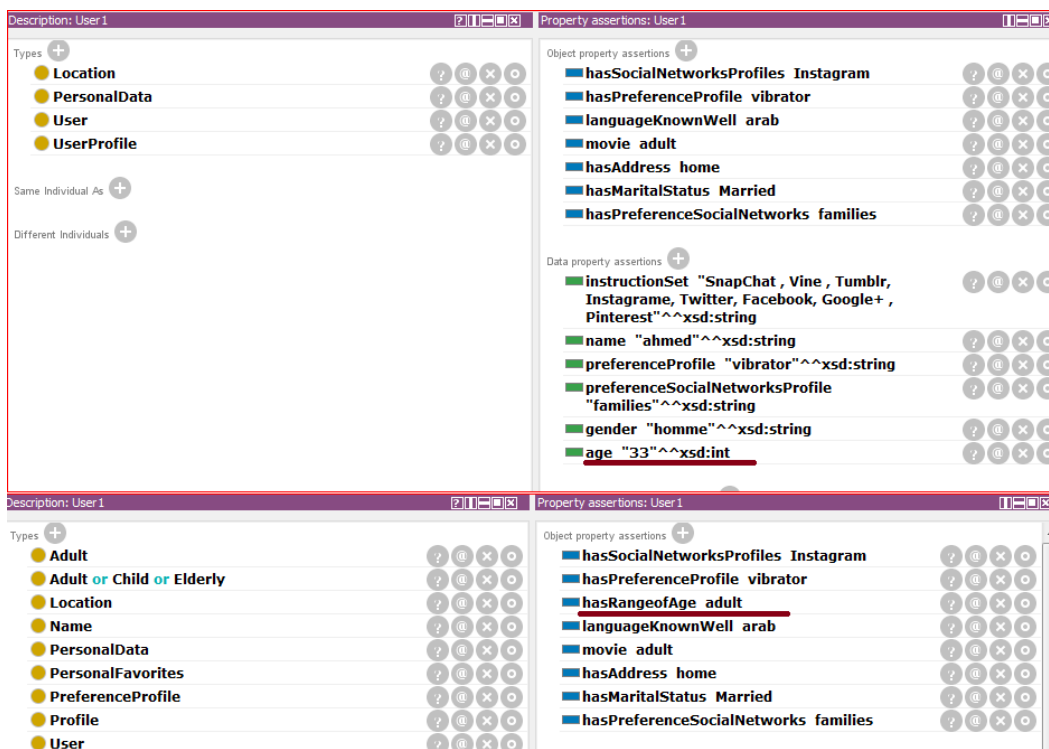 Description: User1
Types
Location
PersonalData
User
UserProfile
Same Individual As
Different Individuals
Property assertions: User1
Object property assertions
hasSocialNetworksProfiles Instagram
hasPreferenceProfile vibrator
languageKnownWell arab
movie adult
hasAddress home
hasMaritalStatus Married
hasPreferenceSocialNetworks families
Data property assertions
instructionSet "SnapChat , Vine , Tumblr,
Instagrame, Twitter, Facebook, Google+ ,
Pinterest"^^xsd:string
name "ahmed"^^xsd:string
preferenceProfile "vibrator"^^xsd:string
preferenceSocialNetworksProfile
"families"^^xsd:string
gender "homme"^^xsd:string
age "33"^^xsd:int
Description: User1
Types
Adult
Adult or Child or Elderly
Location
Name
PersonalData
PersonalFavorites
PreferenceProfile
Profile
User
Property assertions: User1
Object property assertions
hasSocialNetworksProfiles Instagram
hasPreferenceProfile vibrator
hasRangeofAge adult
languageKnownWell arab
movie adult
hasAddress home
hasMaritalStatus Married
hasPreferenceSocialNetworks families